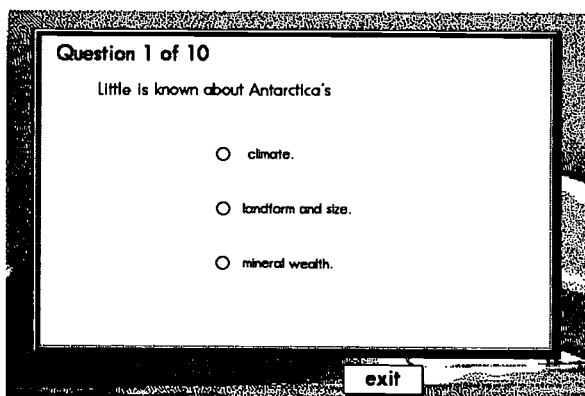 Question 1 of 10
Little is known about Antarctica's
climate.
landform and size.
mineral wealth.
exit